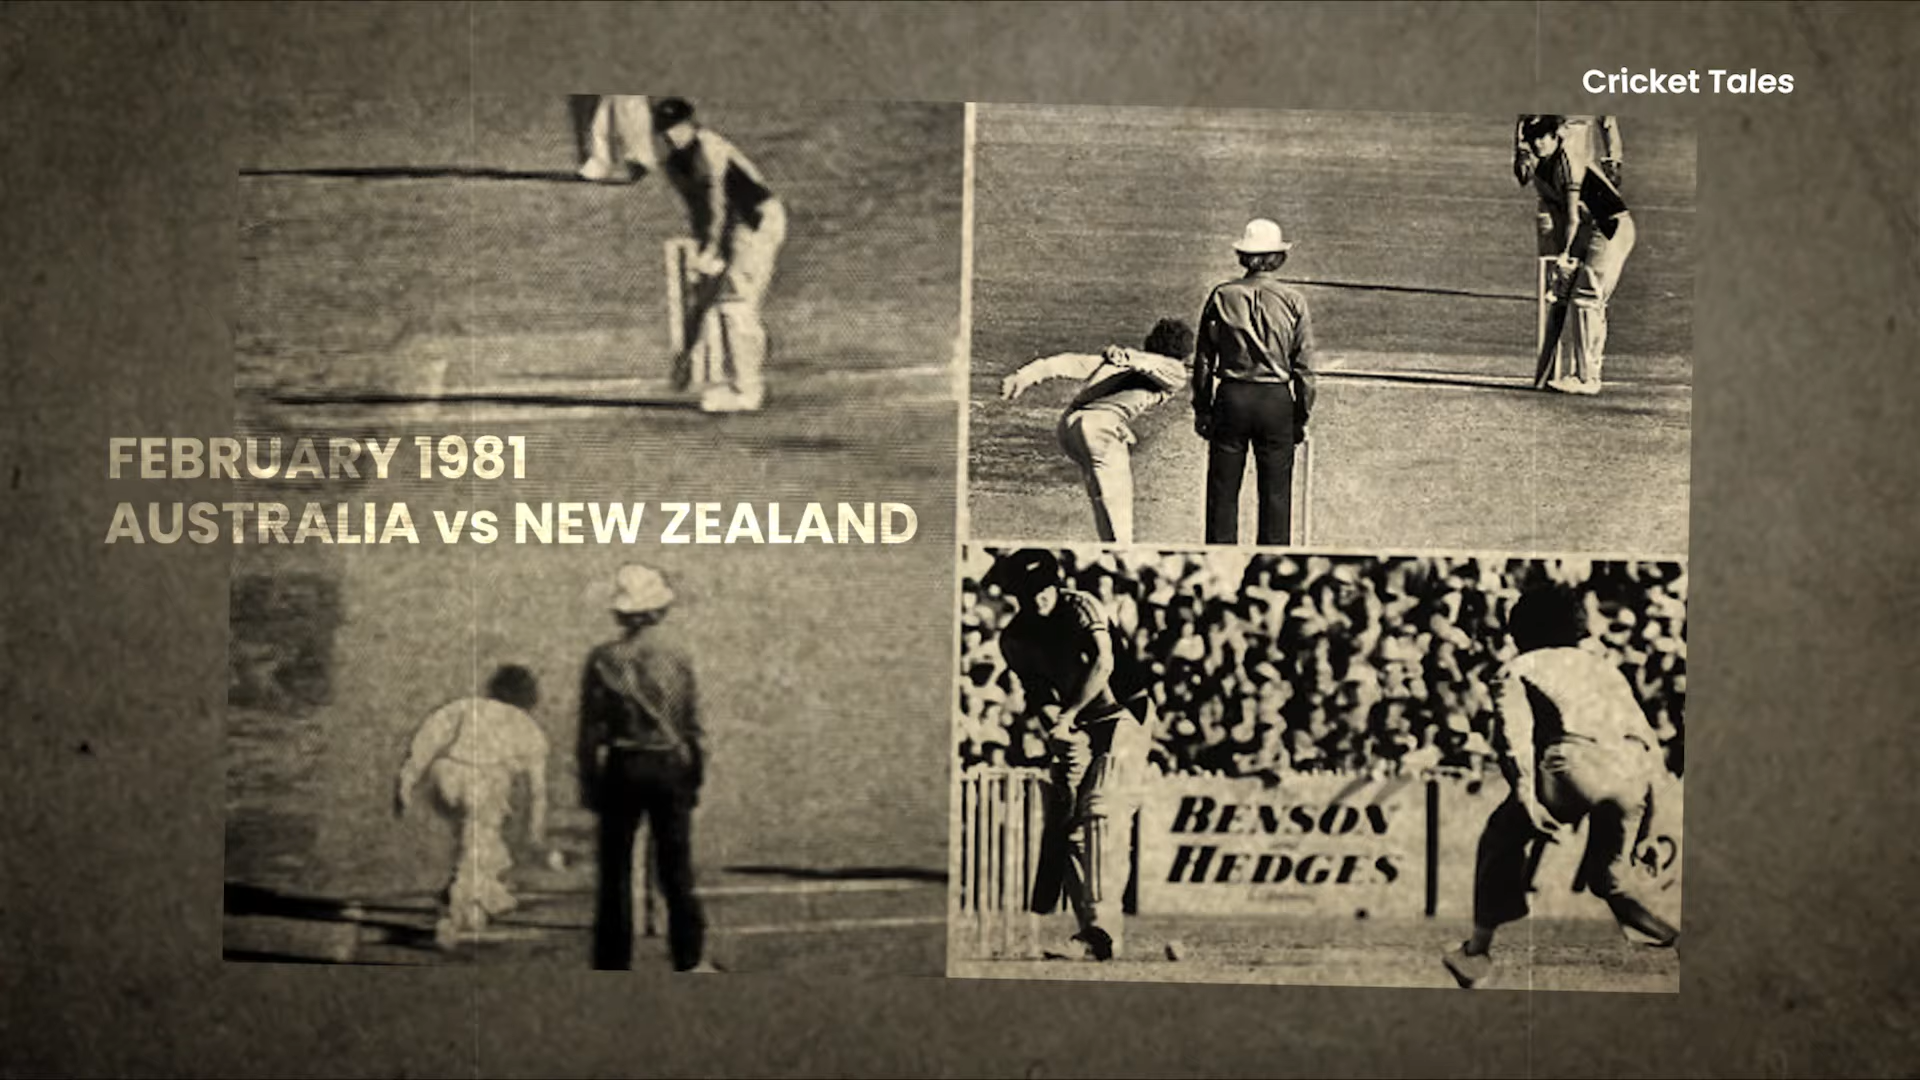 Cricket Tales
FEBRUARY 1981
AUSTRALIA vs NEW ZEALAND
BENSON
HEDGES